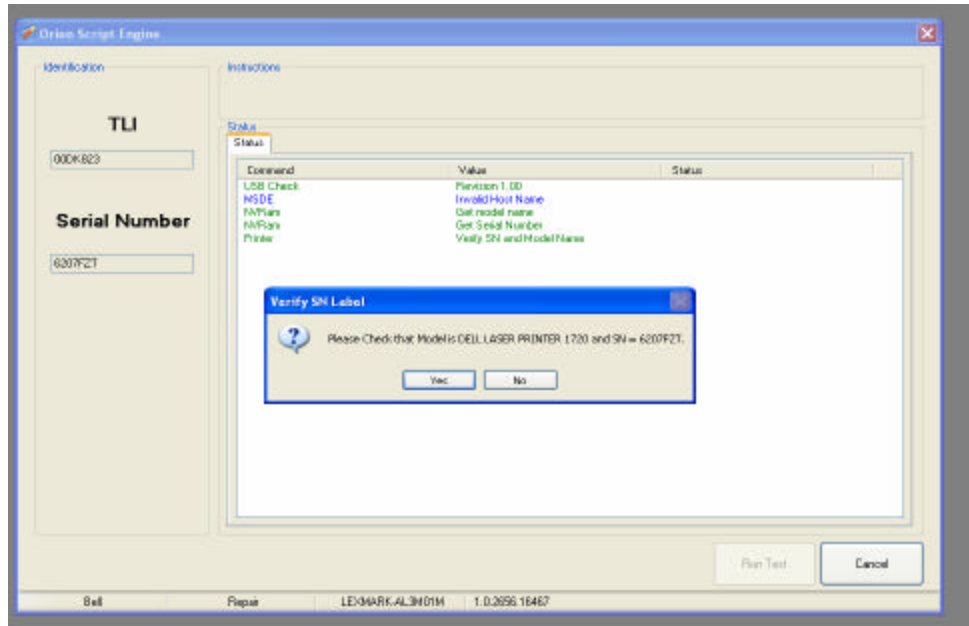 Orion Script Engine
Identification
TLI
00DK823
Serial Number
6207FZT
Instructions
Status
Status
Command Value Status
USB Check Revision 1.00
MSDE Invalid Host Name
NVRam Get model name
NVRam Get Serial Number
Printer Verify SN and Model Name
Verify SN Label
Please Check that Model is DELL LASER PRINTER 1720 and SN = 6207FZT.
Yes No
Run Test Cancel
Bell Repair LEXMARK-AL3M01M 1.0.2656.16467